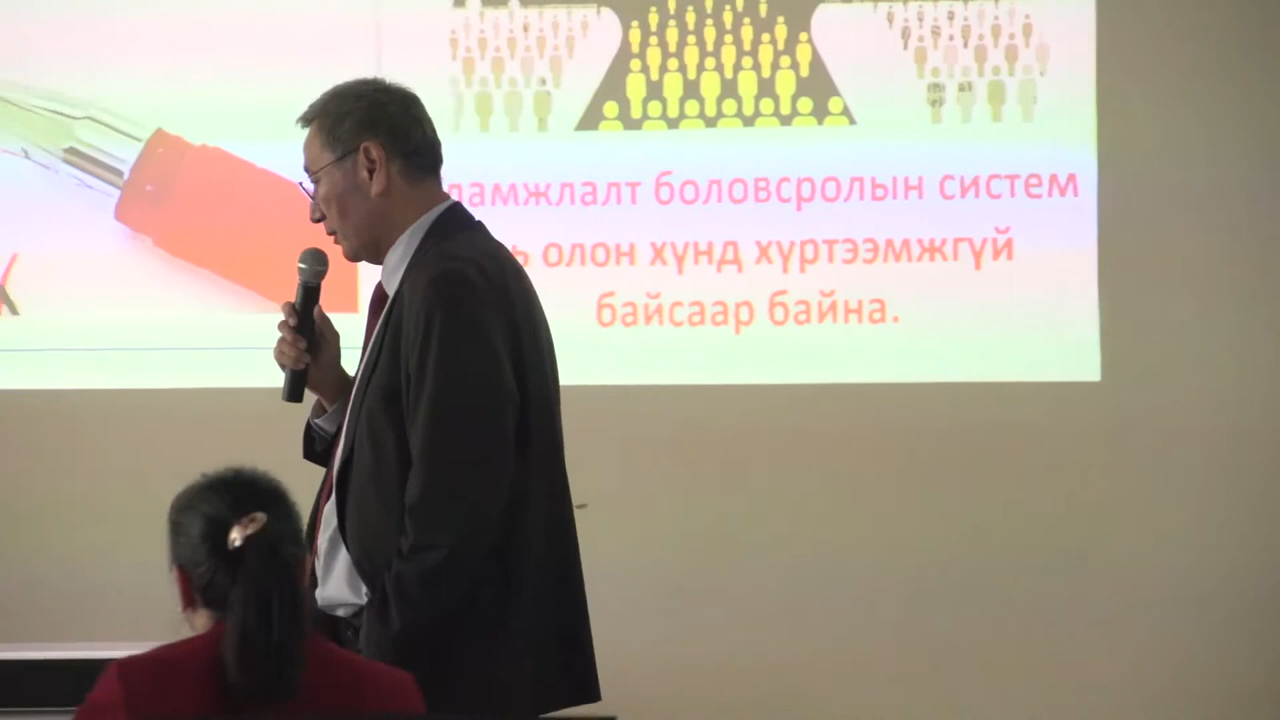 боловсролын систем
олон хүнд хүртээмжгүй
байсаар байна.